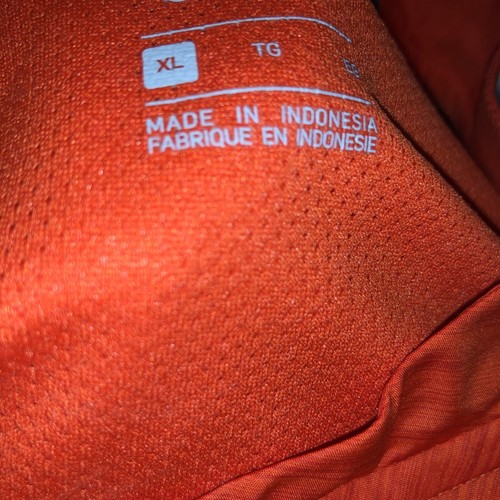 XL TG
MADE IN INDONESIA
FABRIQUE EN INDONESIE